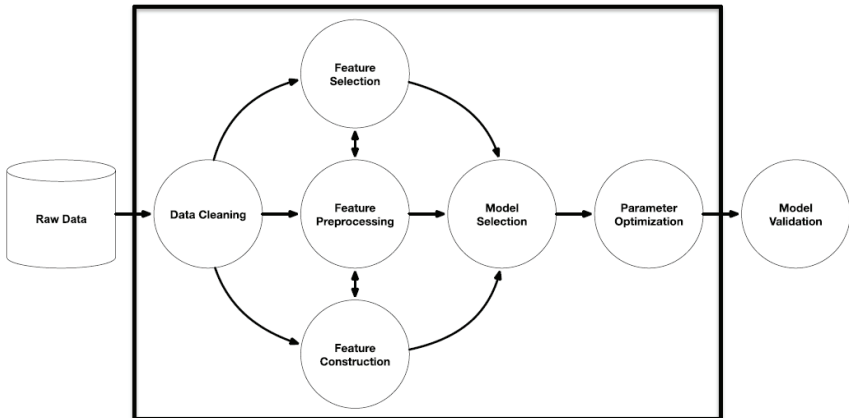 Feature
Selection
Raw Data
Data Cleaning
Feature
Preprocessing
Model
Selection
Parameter
Optimization
Model
Validation
Feature
Construction